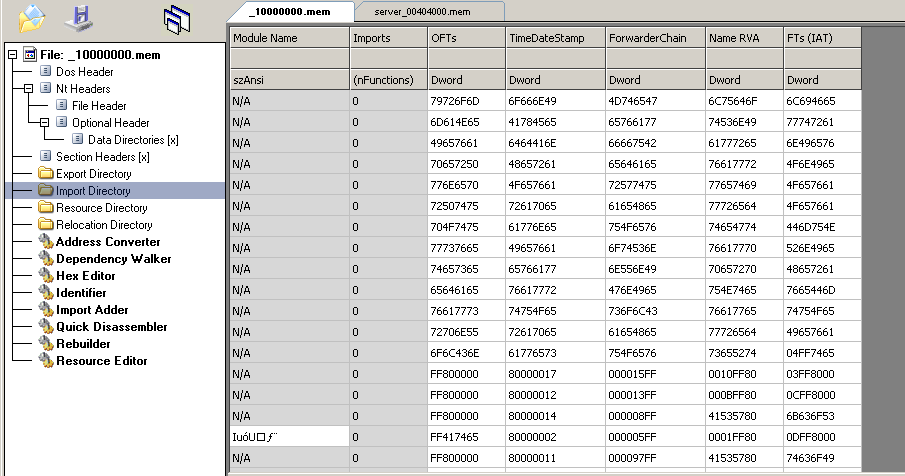 _10000000.mem
server_00404000.mem
File: _10000000.mem
Dos Header
Nt Headers
File Header
Optional Header
Data Directories [x]
Section Headers [x]
Export Directory
Import Directory
Resource Directory
Relocation Directory
Address Converter
Dependency Walker
Hex Editor
Identifier
Import Adder
Quick Disassembler
Rebuilder
Resource Editor
Module Name Imports OFTs TimeDateStamp ForwarderChain Name RVA FTs (IAT)
szAnsi (nFunctions) Dword Dword Dword Dword Dword
N/A 0 79726F6D 6F666E49 4D746547 6C75646F 6C694665
N/A 0 6D614E65 41784565 65766177 74536E49 77747261
N/A 0 49657661 6464416E 66667542 61777265 6E496576
N/A 0 70657250 48657261 65646165 76617772 4F6E4965
N/A 0 776E6570 4F657661 72577475 77657469 4F657661
N/A 0 72507475 72617065 61654865 77726564 4F657661
N/A 0 704F7475 61776E65 754F6576 74654774 446D754E
N/A 0 77737665 49657661 6F74536E 76617770 526E4965
N/A 0 74657365 65766177 6E556E49 70657270 48657261
N/A 0 65646165 76617772 476E4965 754E7465 7665446D
N/A 0 76617773 74754F65 736F6C43 76617765 74754F65
N/A 0 72706E55 72617065 61654865 77726564 49657661
N/A 0 6F6C436E 61776573 754F6576 73655274 04FF7465
N/A 0 FF800000 80000017 000015FF 0010FF80 03FF8000
N/A 0 FF800000 80000012 000013FF 000BFF80 0CFF8000
N/A 0 FF800000 80000014 000008FF 41535780 6B636F53
IuóU□ƒ¨ 0 FF417465 80000002 000005FF 0001FF80 0DFF8000
N/A 0 FF800000 80000011 000097FF 41535780 74636F49